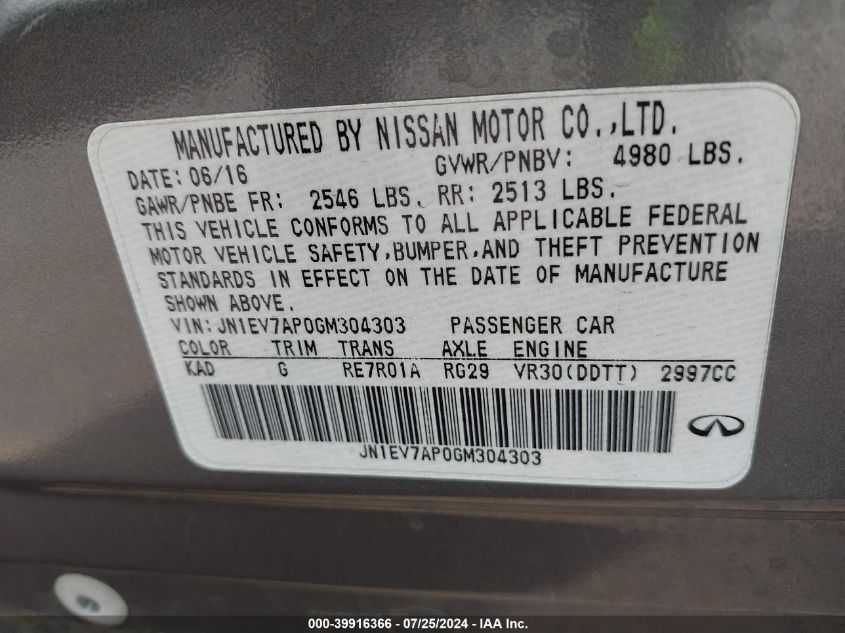 MANUFACTURED BY NISSAN MOTOR CO.,LTD.
DATE: 06/16 GVWR/PNBV: 4980 LBS.
GAWR/PNBE FR: 2546 LBS. RR: 2513 LBS.
THIS VEHICLE CONFORMS TO ALL APPLICABLE FEDERAL
MOTOR VEHICLE SAFETY,BUMPER,AND THEFT PREVENTION
STANDARDS IN EFFECT ON THE DATE OF MANUFACTURE
SHOWN ABOVE.
VIN:JN1EV7AP0GM304303 PASSENGER CAR
COLOR TRIM TRANS AXLE ENGINE
KAD G RE7R01A RG29 VR30(DDTT) 2997CC
JN1EV7AP0GM304303
000-39916366 - 07/25/2024 - IAA Inc.